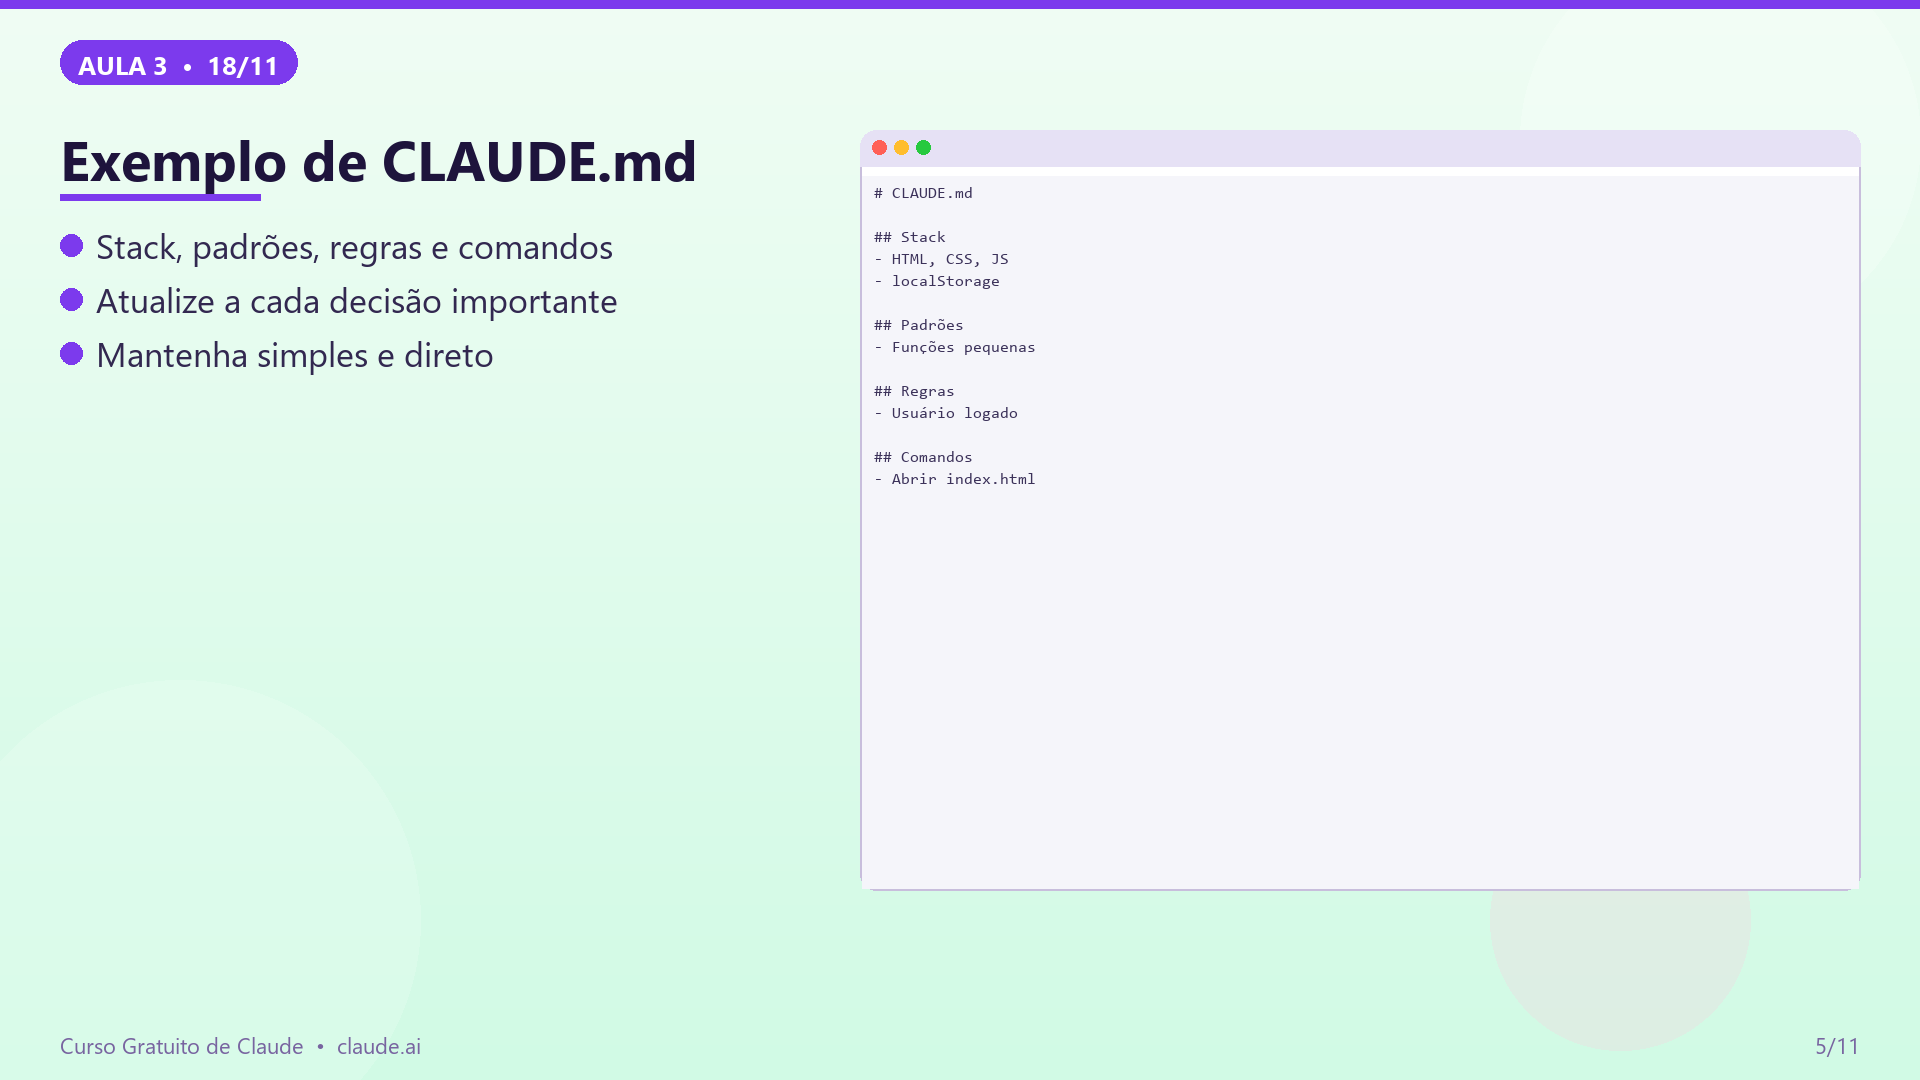 AULA 3 • 18/11
Exemplo de CLAUDE.md
Stack, padrões, regras e comandos
Atualize a cada decisão importante
Mantenha simples e direto
# CLAUDE.md
## Stack
- HTML, CSS, JS
- localStorage
## Padrões
- Funções pequenas
## Regras
- Usuário logado
## Comandos
- Abrir index.html
Curso Gratuito de Claude • claude.ai
5/11